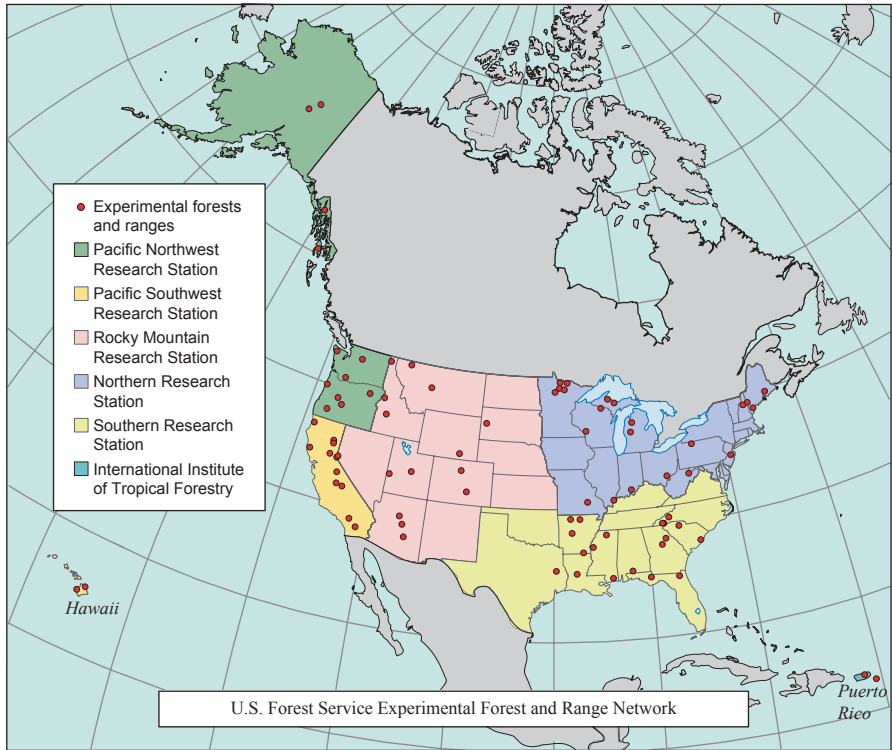 Experimental forests
and ranges
Pacific Northwest
Research Station
Pacific Southwest
Research Station
Rocky Mountain
Research Station
Northern Research
Station
Southern Research
Station
International Institute
of Tropical Forestry
Hawaii
Puerto
Rico
U.S. Forest Service Experimental Forest and Range Network